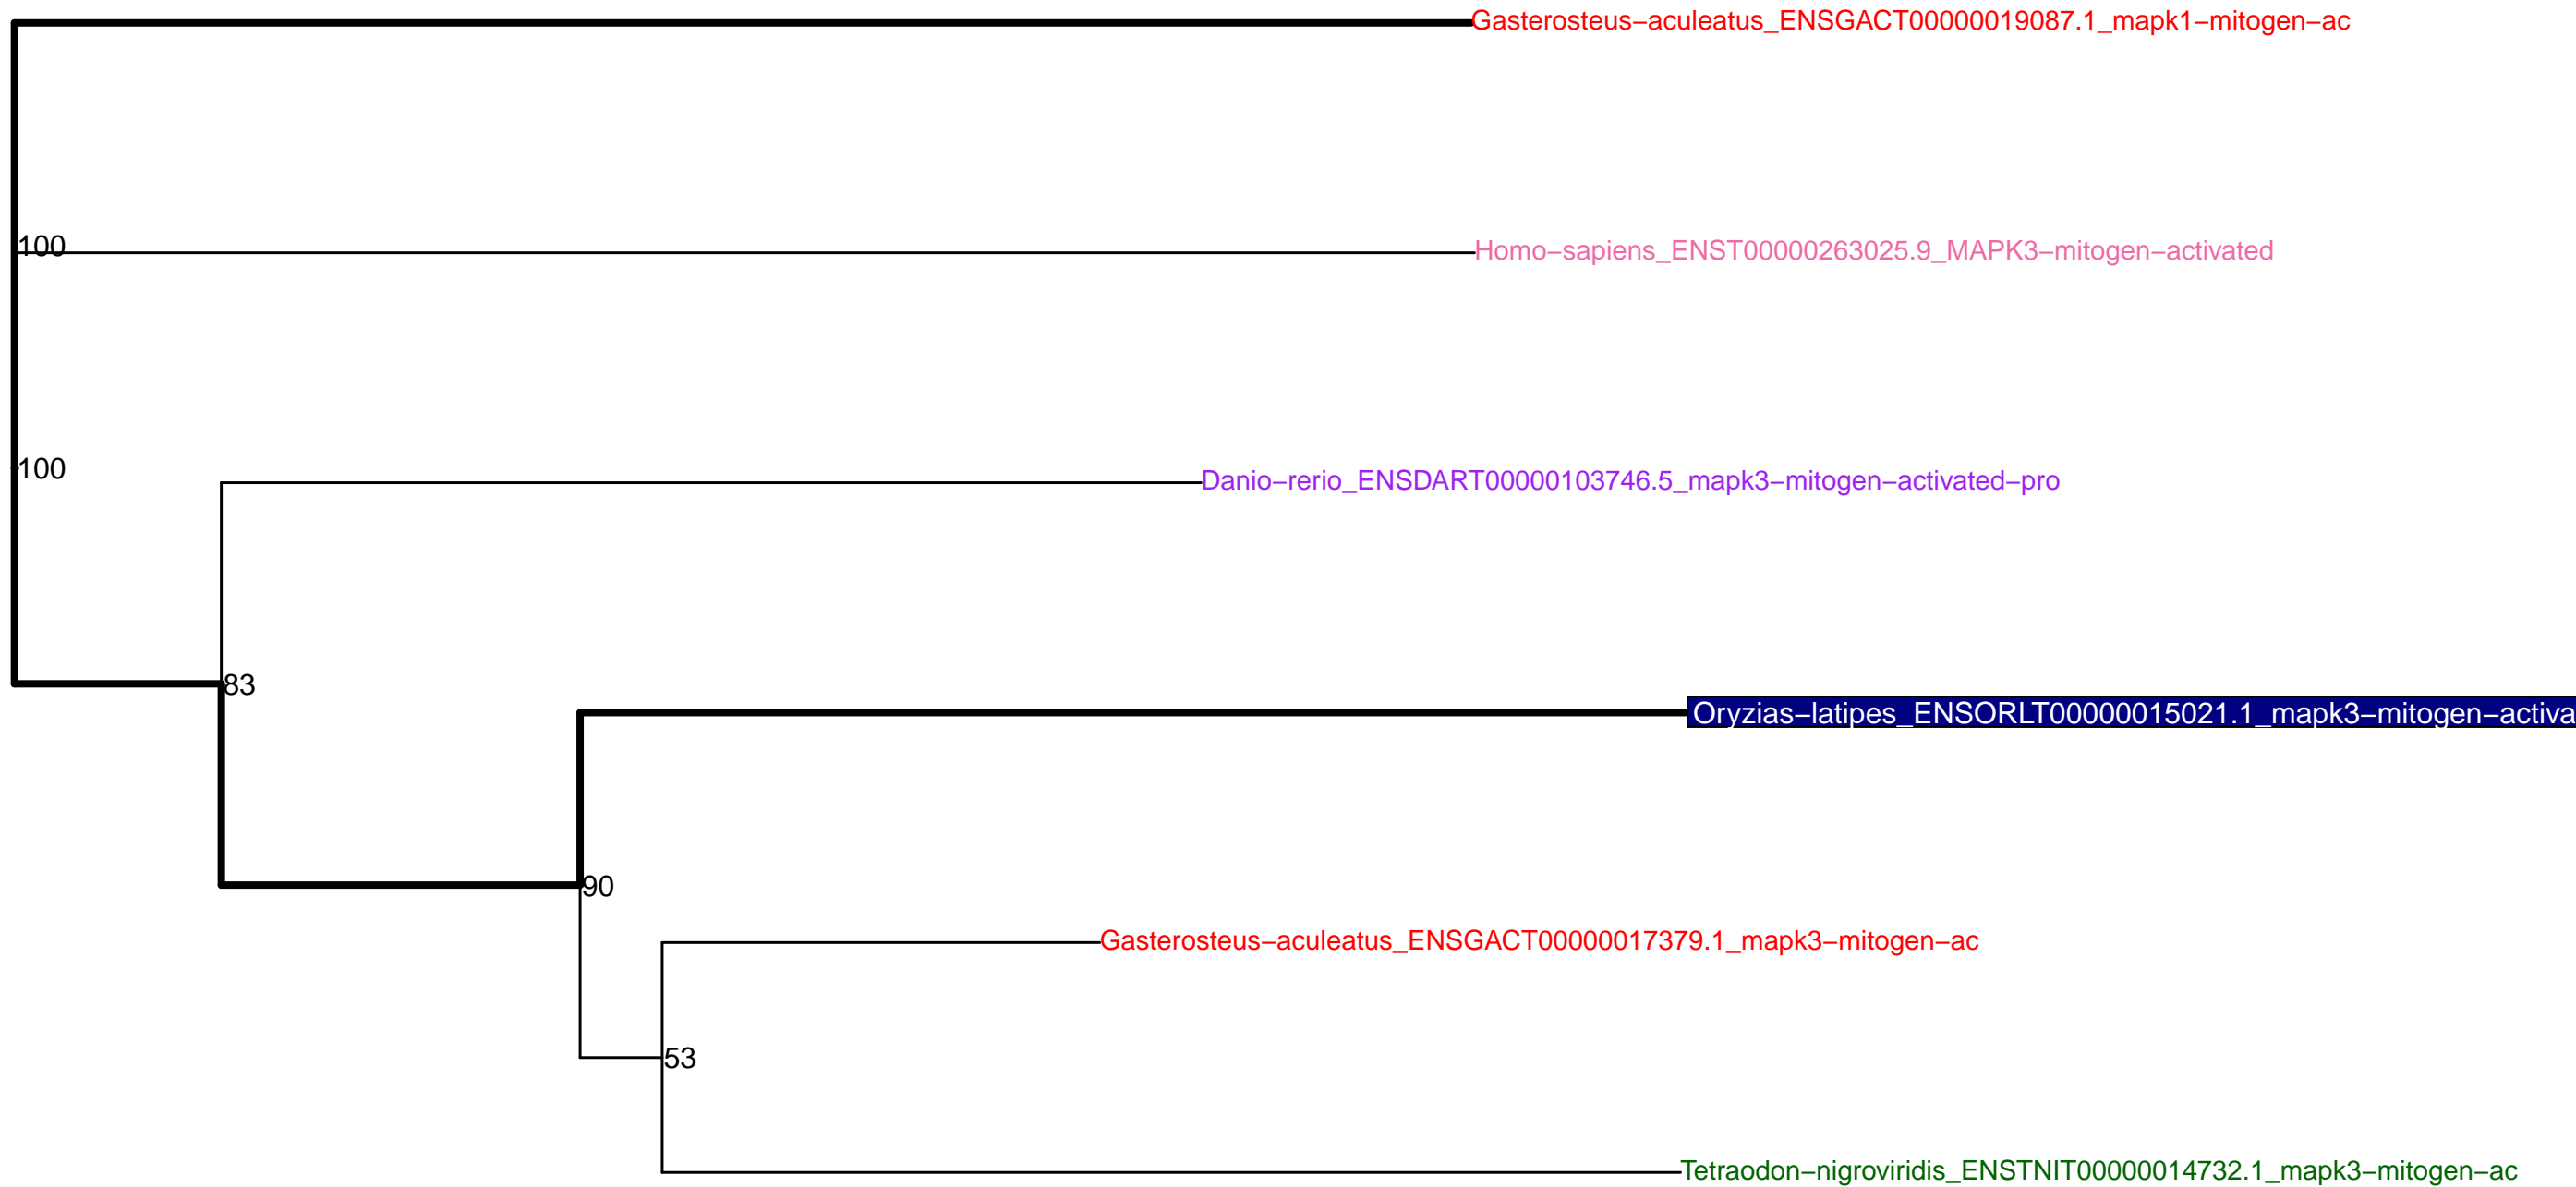 Gasterosteus−aculeatus_ENSGACT00000019087.1_mapk1−mitogen−ac
100
Homo−sapiens_ENST00000263025.9_MAPK3−mitogen−activated
100
Danio−rerio_ENSDART00000103746.5_mapk3−mitogen−activated−pro
83
Oryzias−latipes_ENSORLT00000015021.1_mapk3−mitogen−activa
90
Gasterosteus−aculeatus_ENSGACT00000017379.1_mapk3−mitogen−ac
53
Tetraodon−nigroviridis_ENSTNIT00000014732.1_mapk3−mitogen−ac